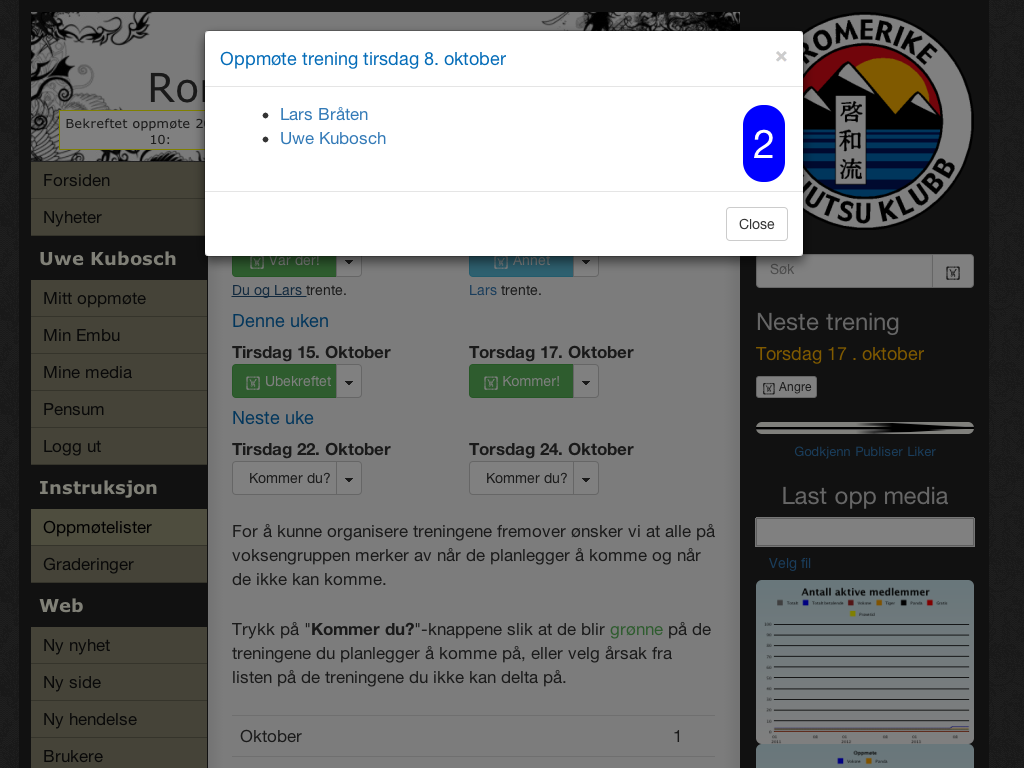 Oppmøte trening tirsdag 8. oktober
×
Lars Bråten
Uwe Kubosch
2
Close
Bekreftet oppmøte
10:
Forsiden
Nyheter
Uwe Kubosch
Mitt oppmøte
Min Embu
Mine media
Pensum
Logg ut
Instruksjon
Oppmøtelister
Graderinger
Web
Ny nyhet
Ny side
Ny hendelse
Brukere
Var der!
Annet
Du og Lars trente.
Lars trente.
Denne uken
Tirsdag 15. Oktober
Torsdag 17. Oktober
Ubekreftet
Kommer!
Neste uke
Tirsdag 22. Oktober
Torsdag 24. Oktober
Kommer du?
Kommer du?
For å kunne organisere treningene fremover ønsker vi at alle på
voksengruppen merker av når de planlegger å komme og når
de ikke kan komme.
Trykk på "Kommer du?"-knappene slik at de blir grønne på de
treningene du planlegger å komme på, eller velg årsak fra
listen på de treningene du ikke kan delta på.
Oktober 1
ROMERIKE
啓和流
JUTSU KLUBB
Søk
Neste trening
Torsdag 17 . oktober
Angre
Godkjenn Publiser Liker
Last opp media
Velg fil
Antall aktive medlemmer
Oppmøte